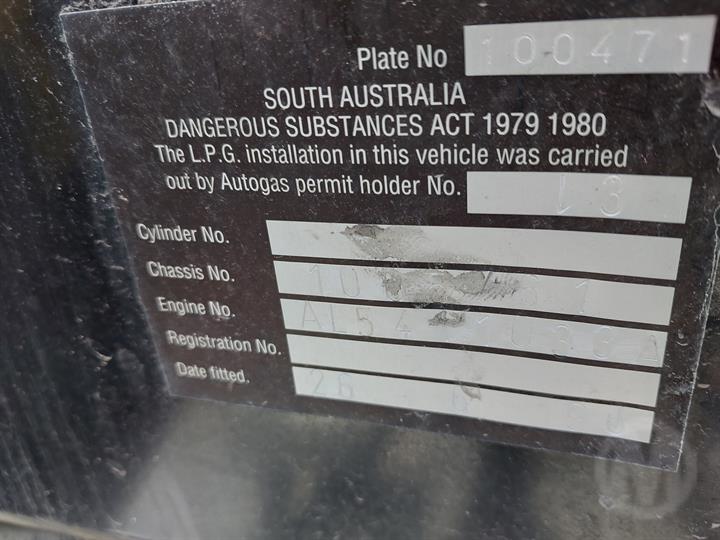 Plate No 100471
SOUTH AUSTRALIA
DANGEROUS SUBSTANCES ACT 1979 1980
The L.P.G. installation in this vehicle was carried
out by Autogas permit holder No. 13
Cylinder No.
Chassis No.
Engine No.
Registration No.
Date fitted.